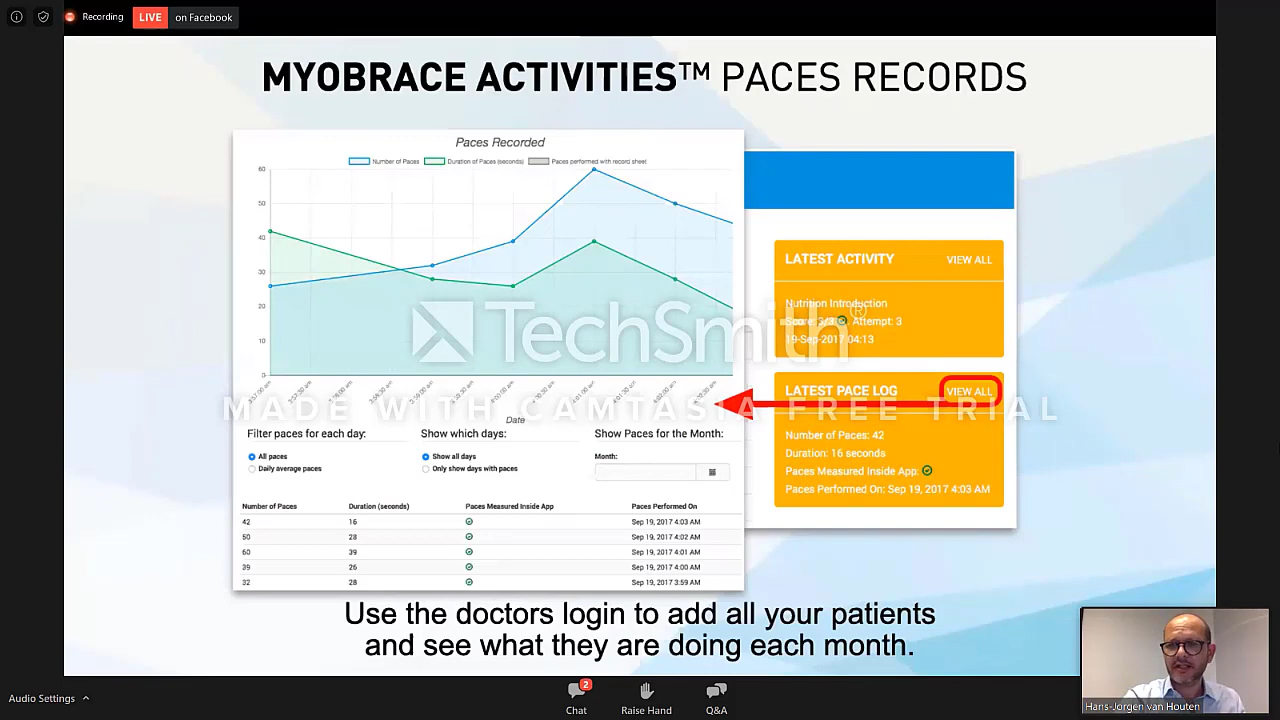 Recording
LIVE on Facebook
MYOBRACE ACTIVITIES™ PACES RECORDS
Paces Recorded
Number of Paces Duration of Paces (seconds) Paces performed with record sheet
60
50
40
30
20
10
0
Date
Filter paces for each day: Show which days: Show Paces for the Month:
All paces Show all days Month:
Daily average paces Only show days with paces
Number of Paces Duration (seconds) Paces Measured Inside App Paces Performed On
42 16 Sep 19, 2017 4:03 AM
50 28 Sep 19, 2017 4:02 AM
60 39 Sep 19, 2017 4:01 AM
39 26 Sep 19, 2017 4:00 AM
32 28 Sep 19, 2017 3:59 AM
LATEST ACTIVITY VIEW ALL
Nutrition Introduction
Score: 3/3 Attempt: 3
19-Sep-2017 04:13
LATEST PACE LOG VIEW ALL
Number of Paces: 42
Duration: 16 seconds
Paces Measured Inside App:
Paces Performed On: Sep 19, 2017 4:03 AM
TechSmith®
MADE WITH CAMTASIA FREE TRIAL
Use the doctors login to add all your patients
and see what they are doing each month.
Hans-Jorgen van Houten
Audio Settings
2
Chat Raise Hand Q&A